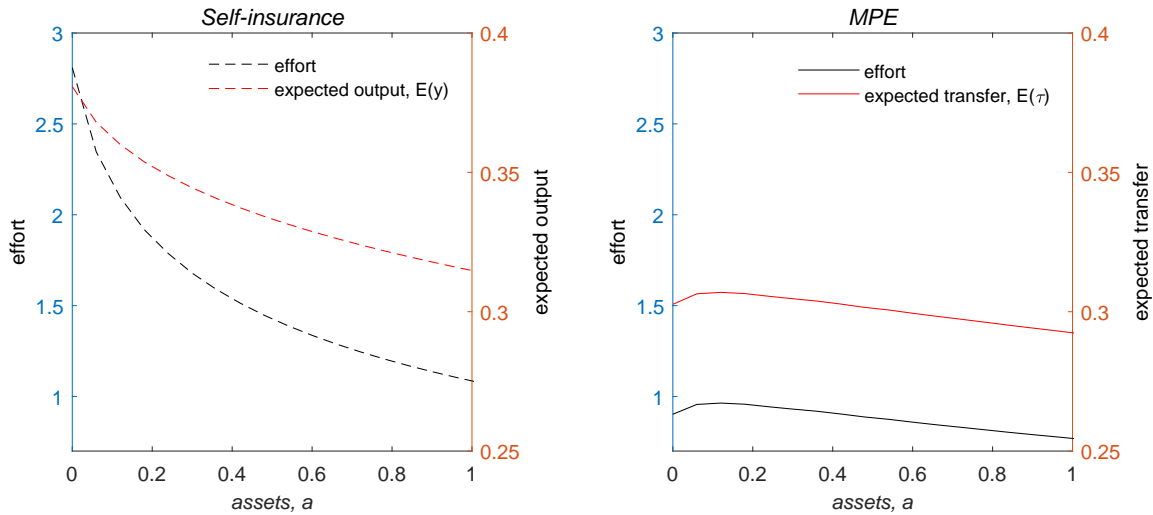 Self-insurance
3
2.5
2
1.5
1
effort
0.4
0.35
0.3
0.25
expected output
effort
expected output, E(y)
0
0.2
0.4
0.6
0.8
1
assets, a
MPE
3
2.5
2
1.5
1
effort
0.4
0.35
0.3
0.25
expected transfer
effort
expected transfer, E(τ)
0
0.2
0.4
0.6
0.8
1
assets, a